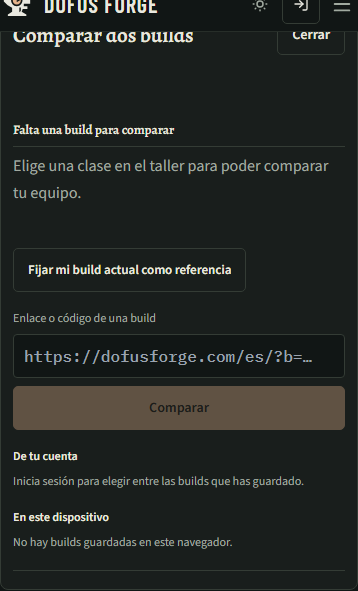 DOFUS FORGE
Comparar dos builds
Cerrar
Falta una build para comparar
Elige una clase en el taller para poder comparar
tu equipo.
Fijar mi build actual como referencia
Enlace o código de una build
https://dofusforge.com/es/?b=…
Comparar
De tu cuenta
Inicia sesión para elegir entre las builds que has guardado.
En este dispositivo
No hay builds guardadas en este navegador.